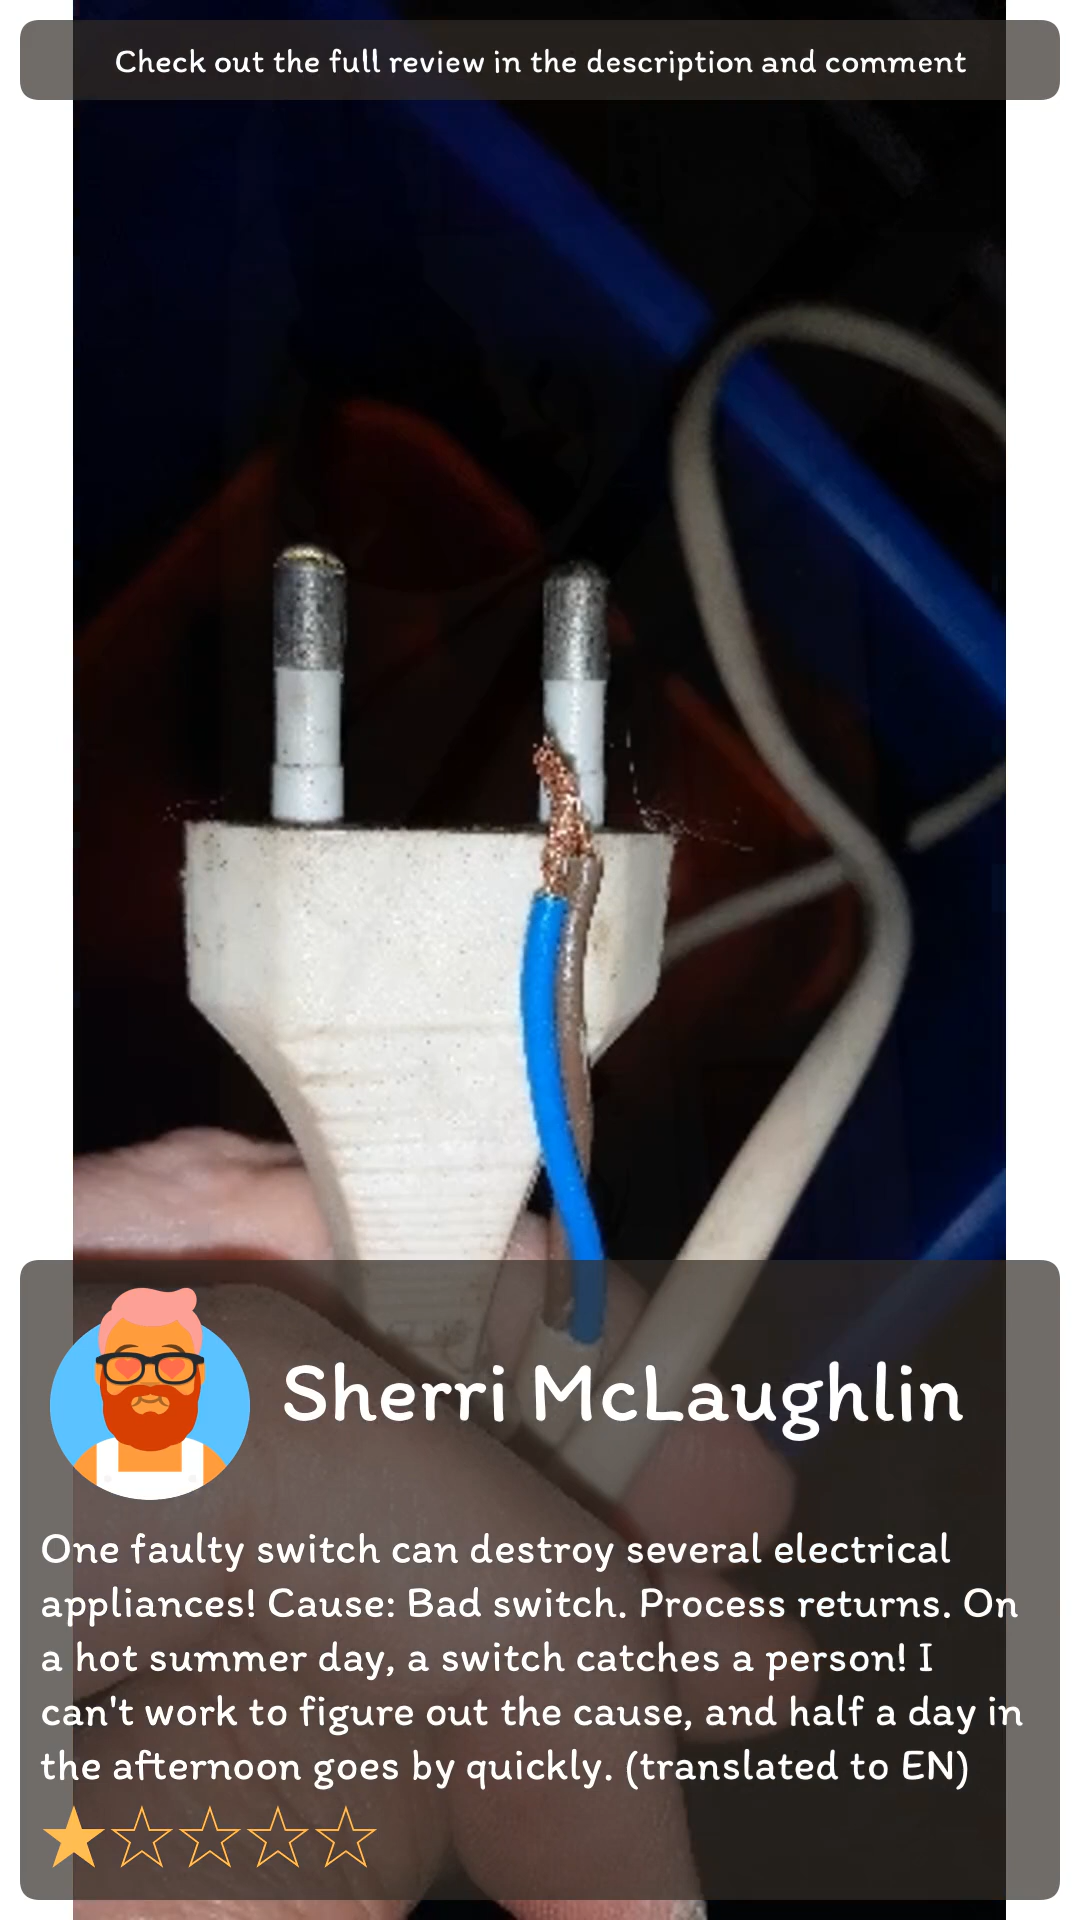 Check out the full review in the description and comment
Sherri McLaughlin
One faulty switch can destroy several electrical
appliances! Cause: Bad switch. Process returns. On
a hot summer day, a switch catches a person! I
can't work to figure out the cause, and half a day in
the afternoon goes by quickly. (translated to EN)